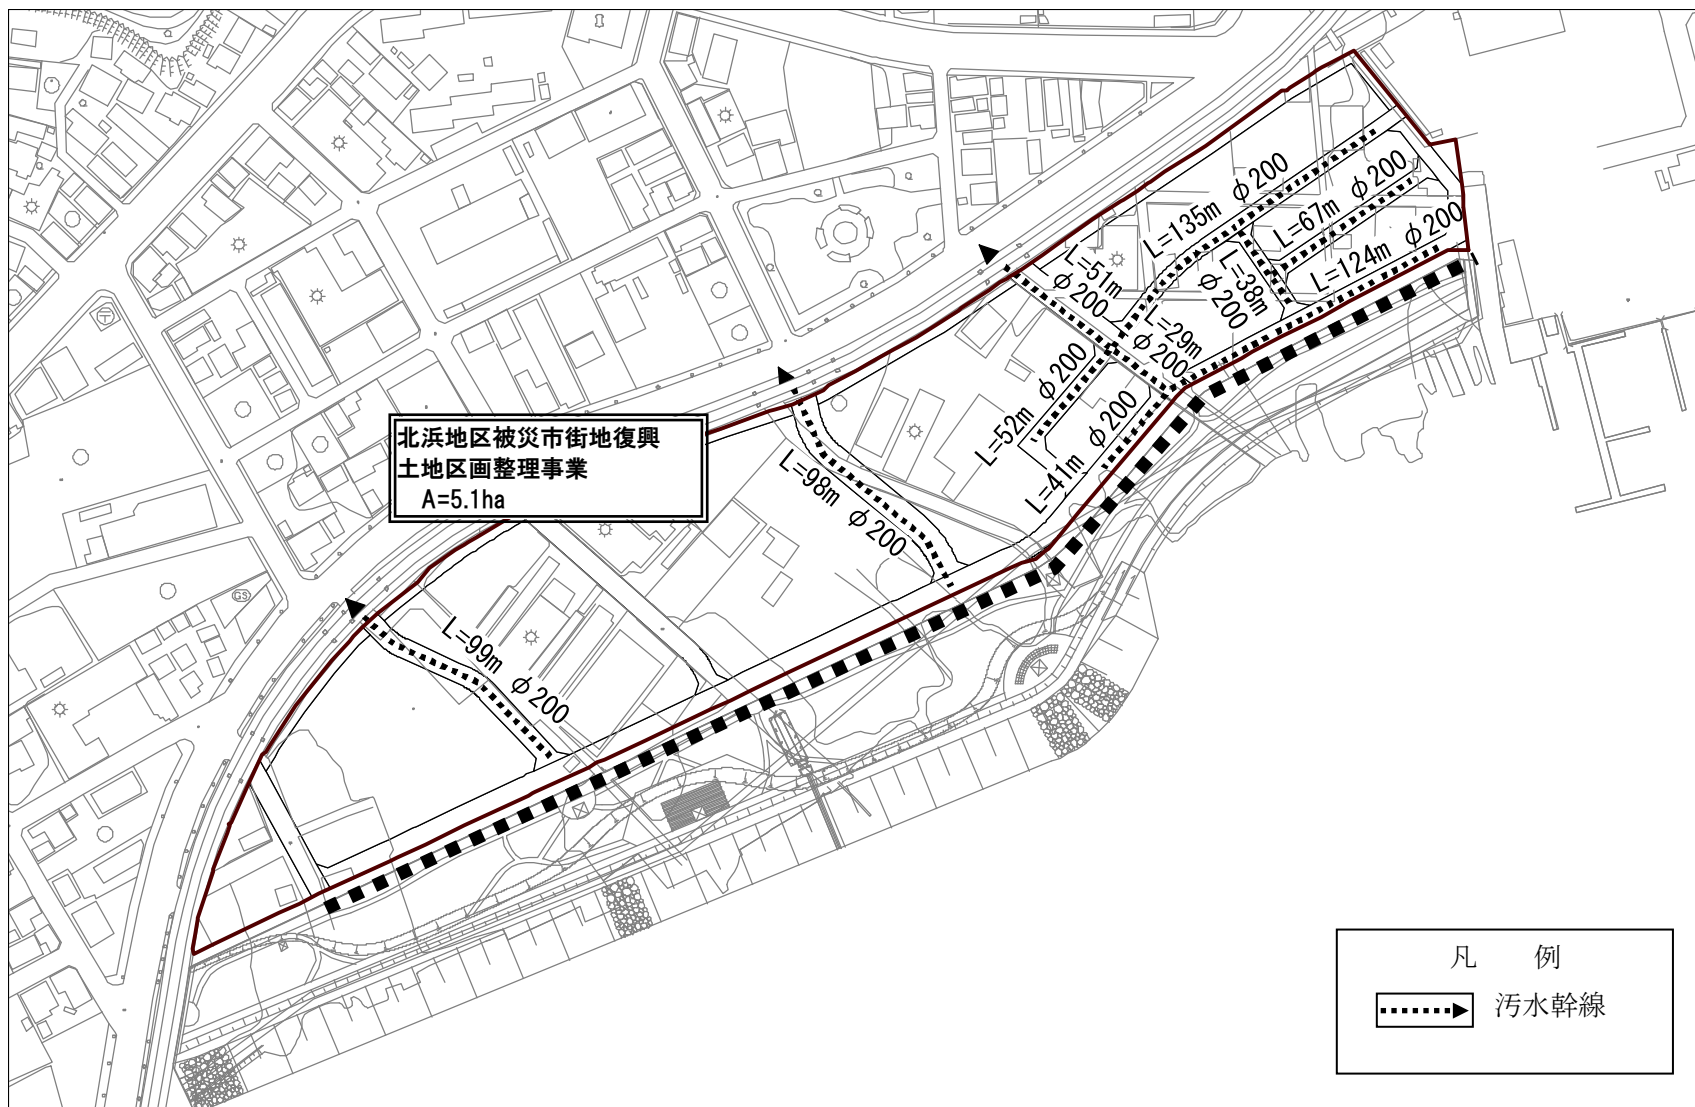 L=135m φ200
L=67m φ200
L=124m φ200
L=51m
φ200
L=38m
φ200
L=29m
φ200
L=52m φ200
L=41m φ200
北浜地区被災市街地復興
土地区画整理事業
A=5.1ha
L=98m φ200
L=99m φ200
GS
凡 例
汚水幹線